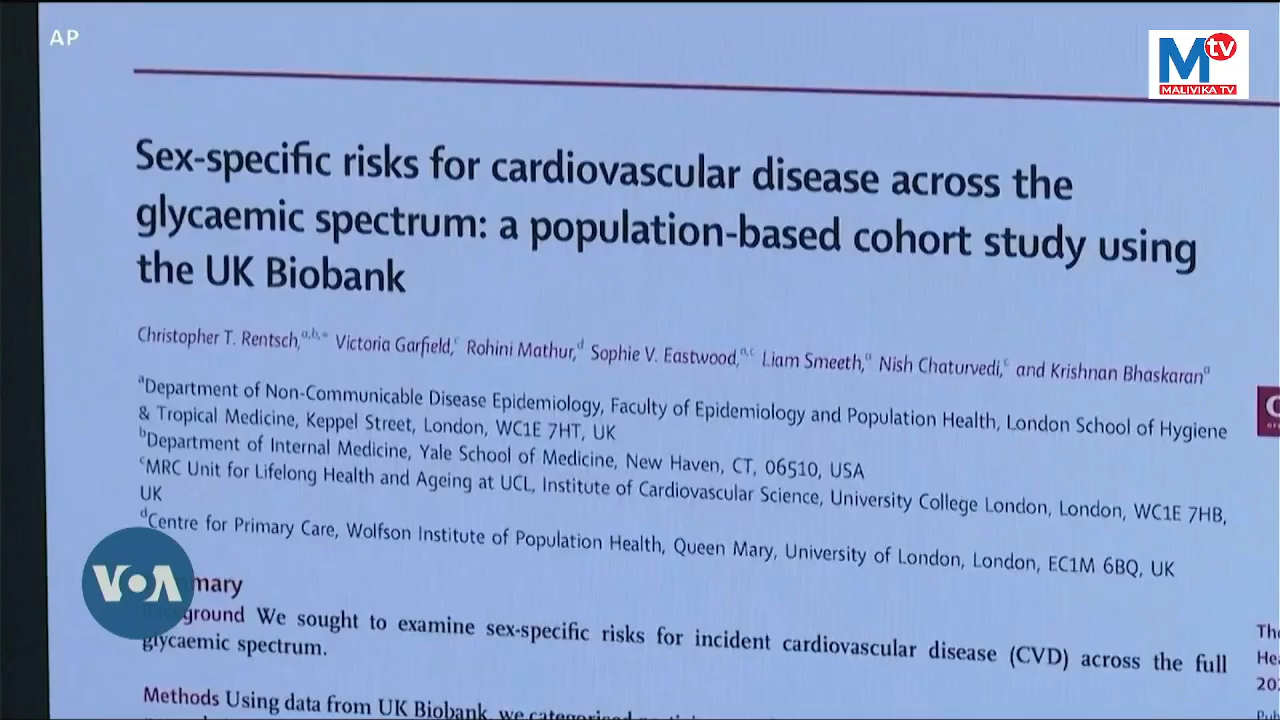 AP
M tv
MALIVIKA TV
Sex-specific risks for cardiovascular disease across the
glycaemic spectrum: a population-based cohort study using
the UK Biobank
Christopher T. Rentsch,a,b,* Victoria Garfield,c Rohini Mathur,d Sophie V. Eastwood,a,c Liam Smeeth,a Nish Chaturvedi,c and Krishnan Bhaskarana
aDepartment of Non-Communicable Disease Epidemiology, Faculty of Epidemiology and Population Health, London School of Hygiene
& Tropical Medicine, Keppel Street, London, WC1E 7HT, UK
bDepartment of Internal Medicine, Yale School of Medicine, New Haven, CT, 06510, USA
cMRC Unit for Lifelong Health and Ageing at UCL, Institute of Cardiovascular Science, University College London, London, WC1E 7HB,
UK
dCentre for Primary Care, Wolfson Institute of Population Health, Queen Mary, University of London, London, EC1M 6BQ, UK
VOA
mary
ground We sought to examine sex-specific risks for incident cardiovascular disease (CVD) across the full
glycaemic spectrum.
Methods Using data from UK Biobank, we categorised